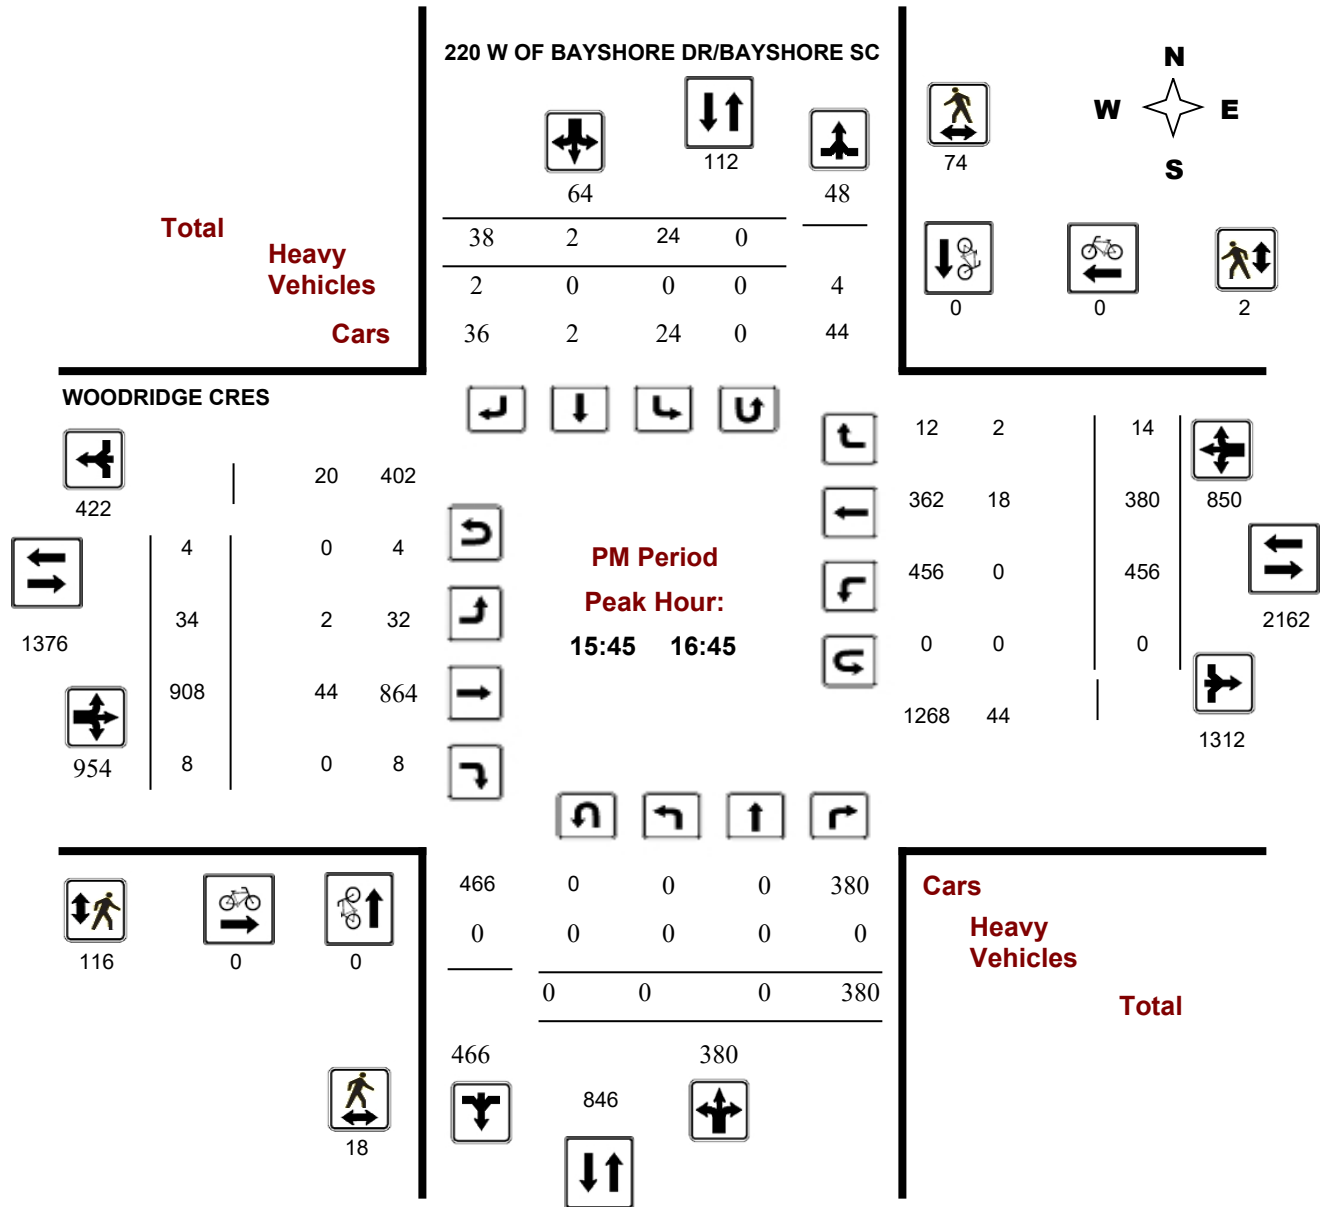 220 W OF BAYSHORE DR/BAYSHORE SC
N
W E
S
112
74
64 48
Total
38 2 24 0
Heavy
Vehicles
2 0 0 0 4
0 0 2
Cars
36 2 24 0 44
WOODRIDGE CRES
12 2 14
20 402
422
362 18 380 850
4 0 4
PM Period
456 0 456
Peak Hour:
34 2 32
2162
1376
15:45 16:45
0 0 0
908 44 864
1268 44
1312
954 8 0 8
466 0 0 0 380
Cars
0 0 0 0 0
Heavy
Vehicles
116 0 0
0 0 0 380
Total
466 380
846
18